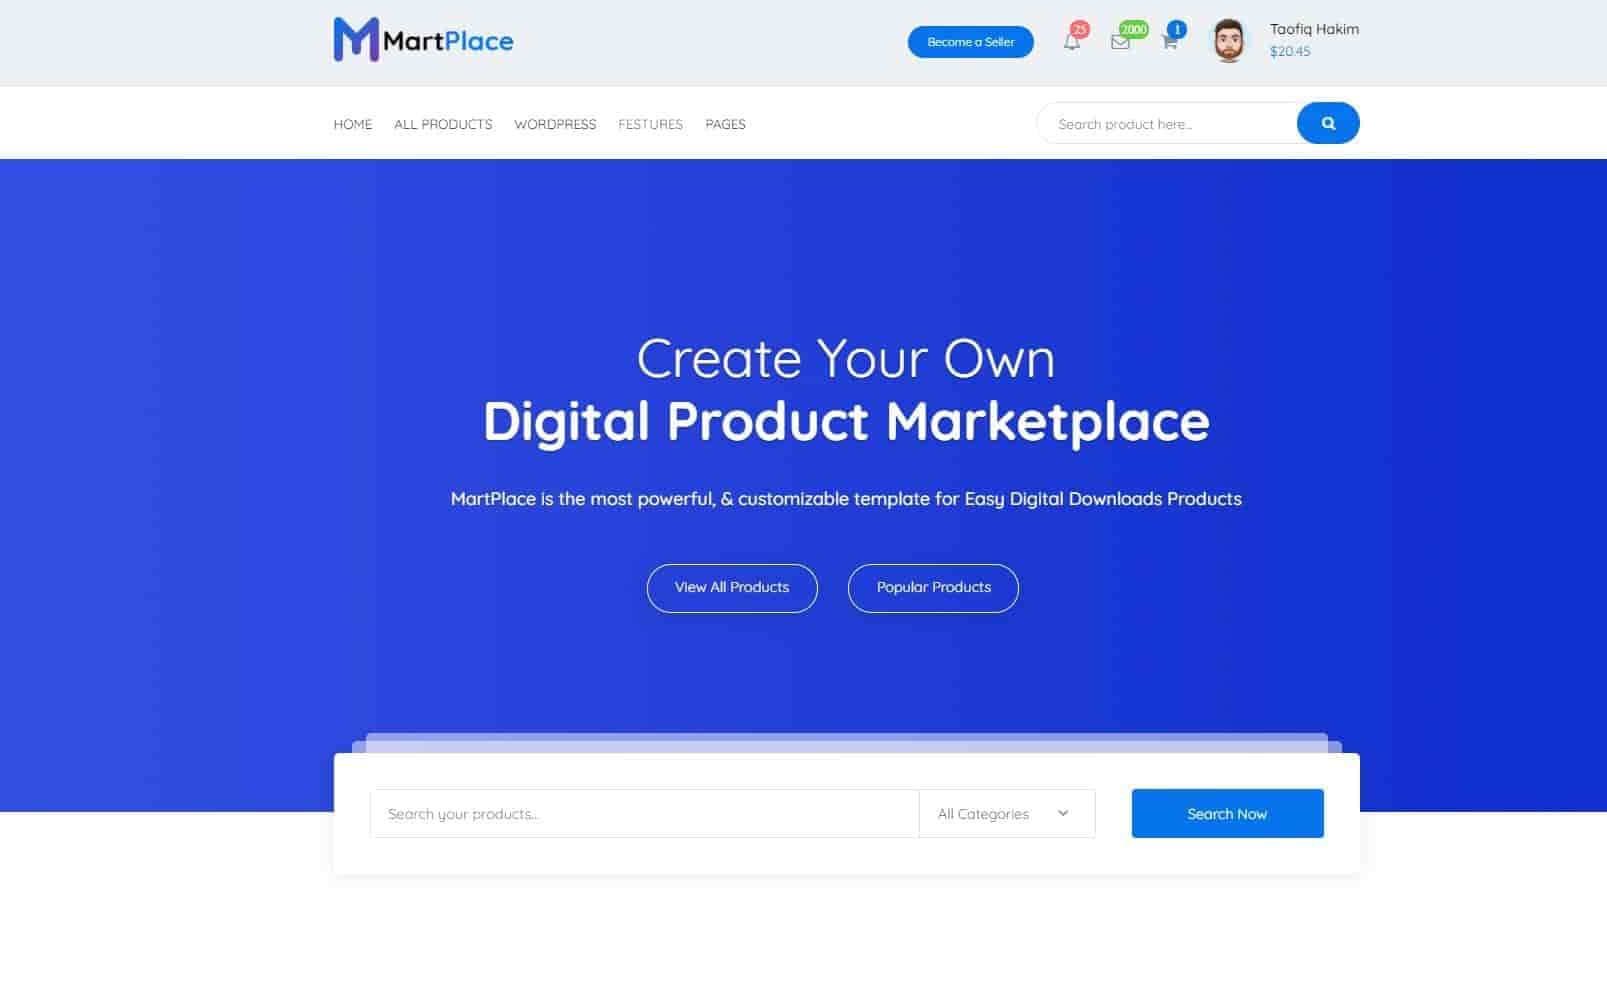 MartPlace
Become a Seller
25
2000
1
Taofiq Hakim
$20.45
HOME
ALL PRODUCTS
WORDPRESS
FESTURES
PAGES
Search product here...
Create Your Own
Digital Product Marketplace
MartPlace is the most powerful, & customizable template for Easy Digital Downloads Products
View All Products
Popular Products
Search your products...
All Categories
Search Now